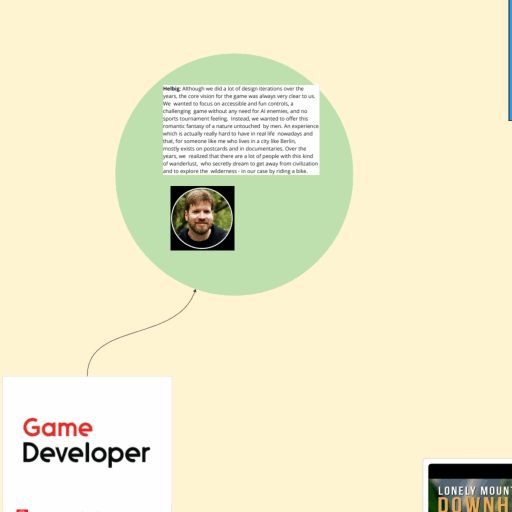 Helbig: Although we did a lot of design iterations over the
years, the core vision for the game was always very clear to us.
We wanted to focus on accessible and fun controls, a
challenging game without any need for AI enemies, and no
sports tournament feeling. Instead, we wanted to offer this
romantic fantasy of a nature untouched by men. An experience
which is actually really hard to have in real life nowadays and
that, for someone like me who lives in a city like Berlin,
mostly exists on postcards and in documentaries. Over the
years, we realized that there are a lot of people with this kind
of wanderlust, who secretly dream to get away from civilization
and to explore the wilderness - in our case by riding a bike.
Game
Developer
LONELY MOUNT
DOWNH